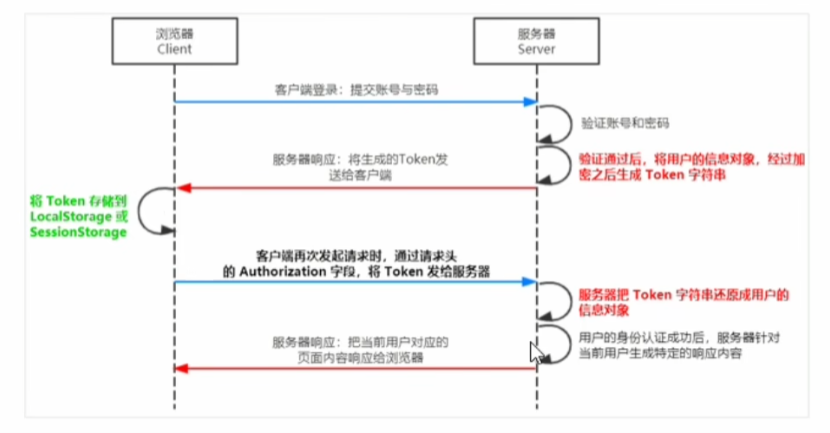 浏览器
Client
服务器
Server
客户端登录：提交账号与密码
验证账号和密码
服务器响应：将生成的Token发
送给客户端
验证通过后，将用户的信息对象，经过加
密之后生成 Token 字符串
将 Token 存储到
LocalStorage 或
SessionStorage
客户端再次发起请求时，通过请求头
的 Authorization 字段，将 Token 发给服务器
服务器把 Token 字符串还原成用户的
信息对象
服务器响应：把当前用户对应的
页面内容响应给浏览器
用户的身份认证成功后，服务器针对
当前用户生成特定的响应内容